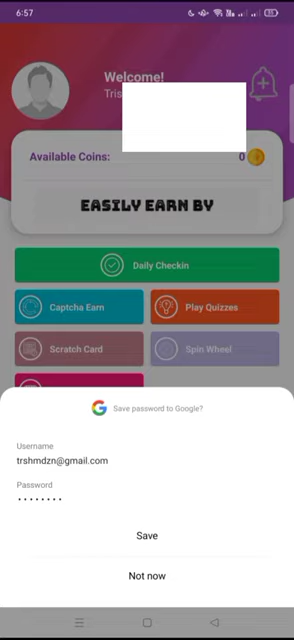 6:57
Welcome!
Tris
Available Coins:
0
EASILY EARN BY
Daily Checkin
Captcha Earn
Play Quizzes
Scratch Card
Spin Wheel
Save password to Google?
Username
trshmdzn@gmail.com
Password
••••••••
Save
Not now